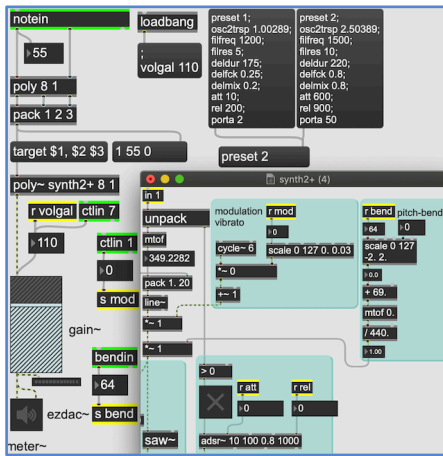 notein
loadbang
55
;
volgal 110
preset 1;
osc2trsp 1.00289;
filfreq 1200;
filres 5;
deldur 175;
delfck 0.25;
delmix 0.2;
att 10;
rel 200;
porta 2
preset 2;
osc2trsp 2.50389;
filfreq 1500;
filres 10;
deldur 220;
delfck 0.8;
delmix 0.2;
att 600;
rel 900;
porta 50
poly 8 1
pack 1 2 3
target $1, $2 $3
1 55 0
preset 2
poly~ synth2+ 8 1
r volgal
ctlin 7
110
ctlin 1
0
s mod
gain~
bendin
64
ezdac~
s bend
meter~
synth2+ (4)
in 1
unpack
mtof
349.2282
pack 1. 20
line~
*~ 1
*~ 1
saw~
modulation
vibrato
r mod
0
cycle~ 6
scale 0 127 0. 0.03
*~ 0
+~ 1
r bend
pitch-bend
64
0
scale 0 127
-2. 2.
0.0
+ 69.
mtof 0.
/ 440.
1.00
> 0
r att
r rel
0
0
adsr~ 10 100 0.8 1000